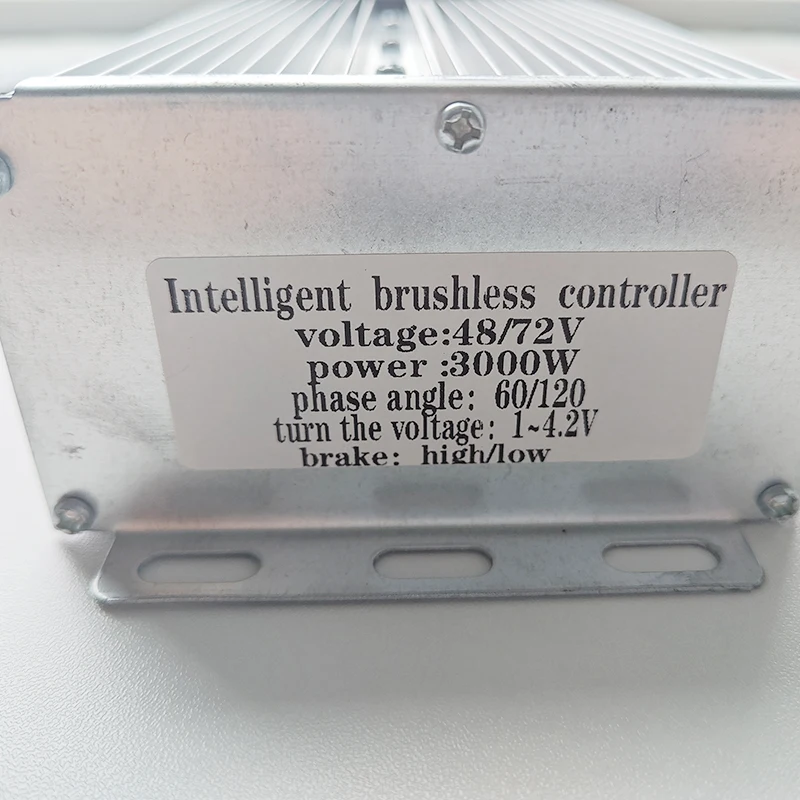 Intelligent brushless controller
voltage:48/72V
power :3000W
phase angle: 60/120
turn the voltage: 1~4.2V
brake: high/low